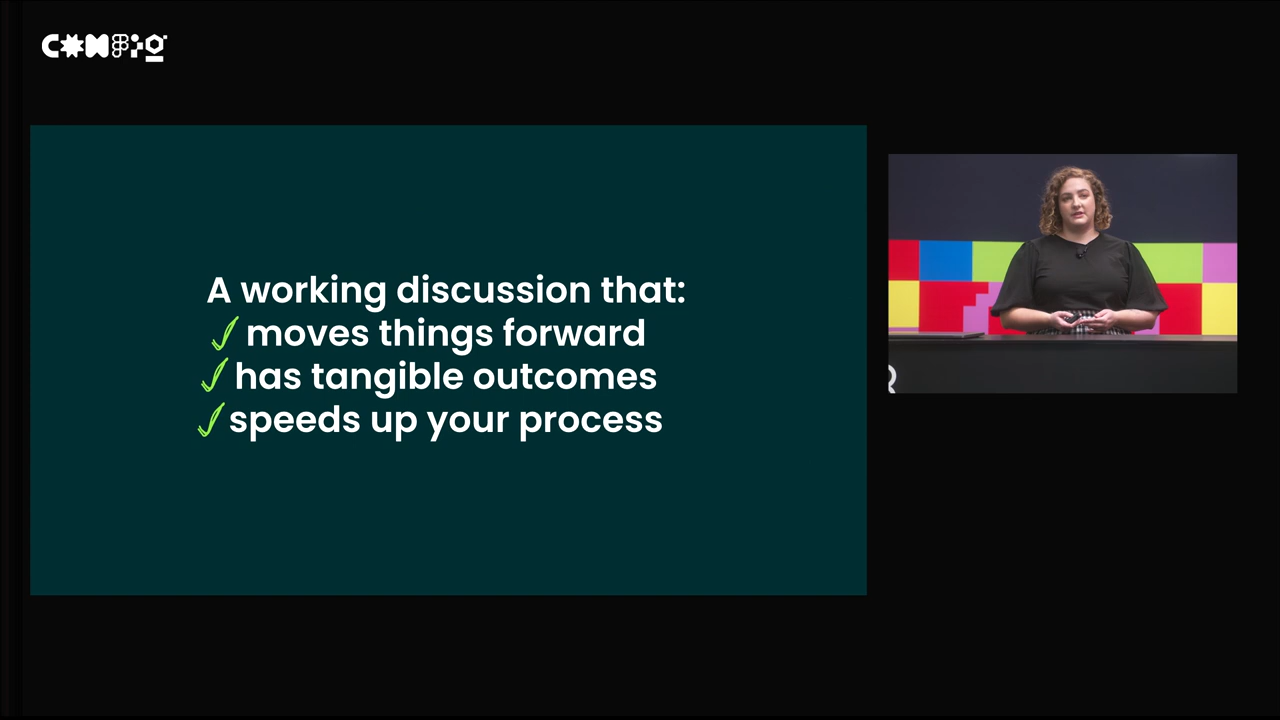 CONFIG
A working discussion that:
moves things forward
has tangible outcomes
speeds up your process